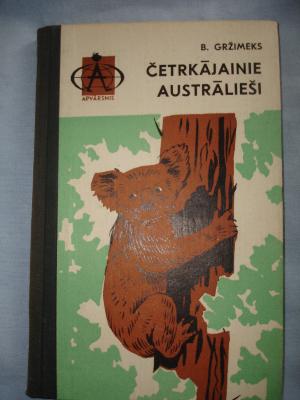 B. GRŽIMEKS
ČETRKĀJAINIE
AUSTRĀLIEŠI
APVĀRSNIS